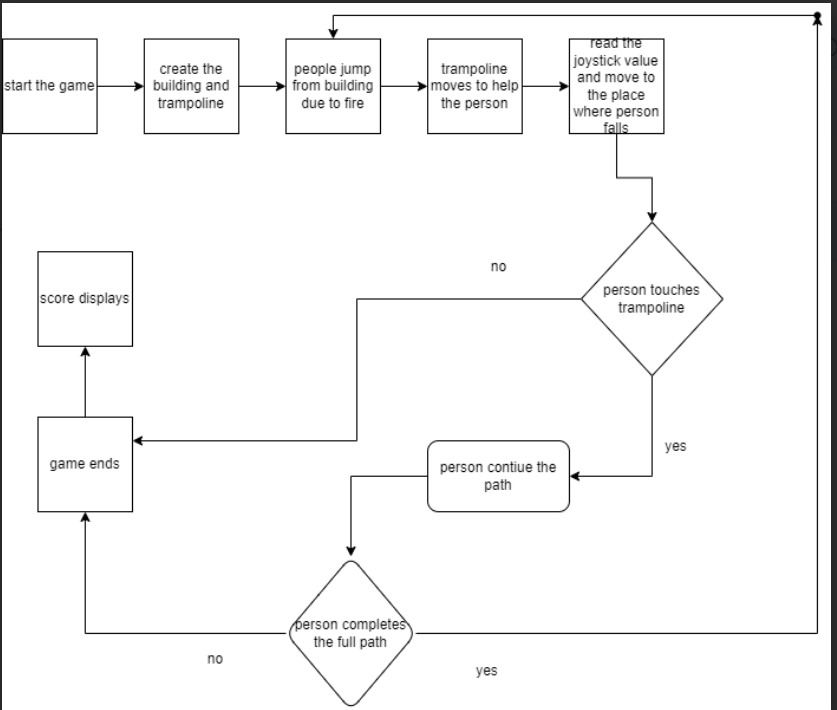 start the game
create the
building and
trampoline
people jump
from building
due to fire
trampoline
moves to help
the person
read the
joystick value
and move to
the place
where person
falls
no
person touches
trampoline
score displays
yes
game ends
person contiue the
path
person completes
the full path
no
yes